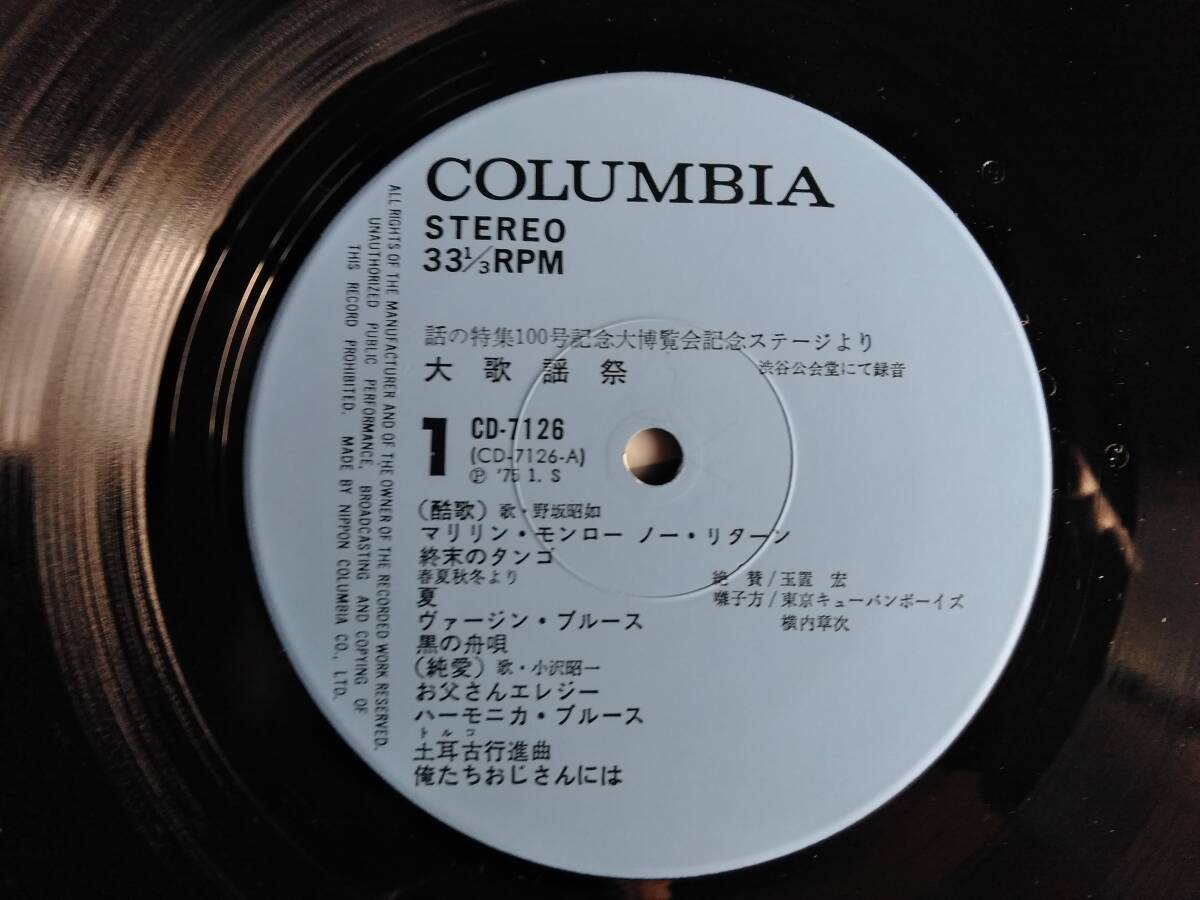 COLUMBIA
STEREO
33⅓RPM
話の特集100号記念大博覧会記念ステージより
大歌謡祭
渋谷公会堂にて録音
1
CD-7126
(CD-7126-A)
Ⓟ '75 1. S
(酷歌) 歌・野坂昭如
マリリン・モンロー ノー・リターン
終末のタンゴ
春夏秋冬より
夏
ヴァージン・ブルース
黒の舟唄
(純愛) 歌・小沢昭一
お父さんエレジー
ハーモニカ・ブルース
トルコ
土耳古行進曲
俺たちおじさんには
絶 賛/玉置 宏
囃子方/東京キューバンボーイズ
横内章次
ALL RIGHTS OF THE MANUFACTURER AND OF THE OWNER OF THE RECORDED WORK RESERVED.
UNAUTHORIZED PUBLIC PERFORMANCE, BROADCASTING AND COPYING OF
THIS RECORD PROHIBITED. MADE BY NIPPON COLUMBIA CO., LTD.